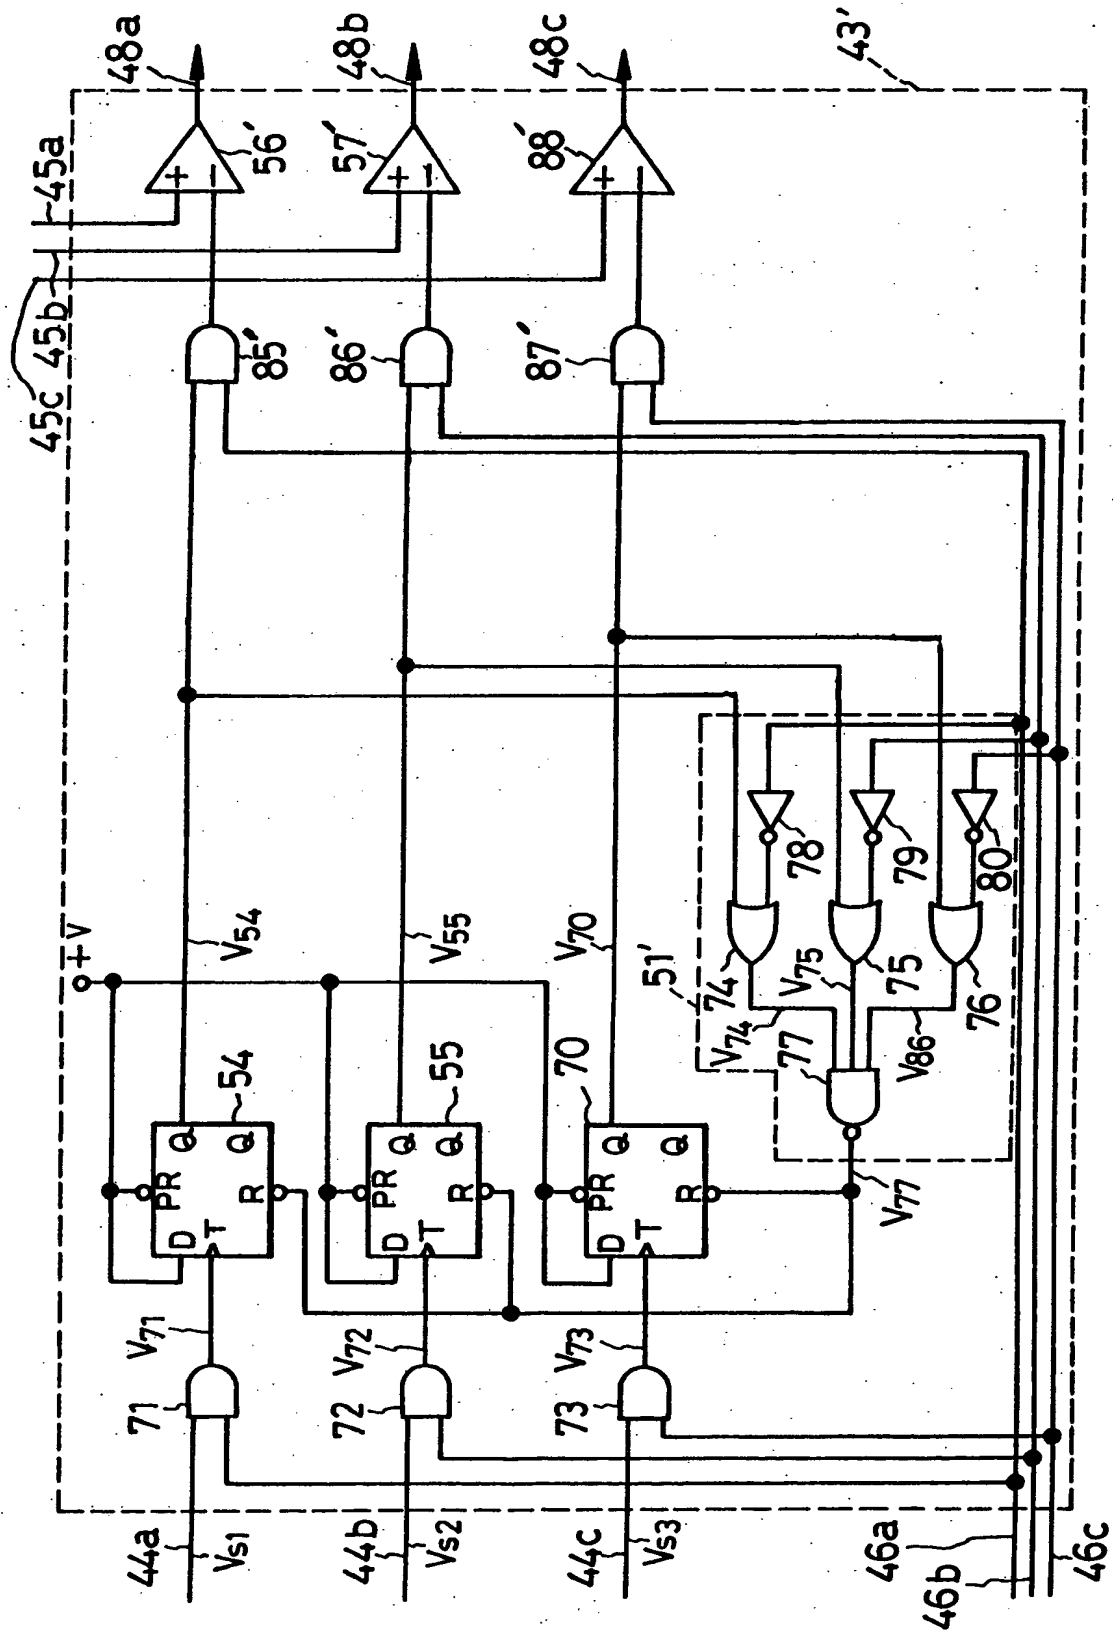 44a
Vs1
71
V71
D
T
PR
R
Q
Q
54
V54
+V
85'
45a
45b
45c
+
−
56'
48a
44b
Vs2
72
V72
D
T
PR
R
Q
Q
55
V55
86'
+
−
57'
48b
44c
Vs3
73
V73
D
T
PR
R
Q
Q
70
V70
87'
+
−
88'
48c
43'
51'
V77
77
V74
V75
V86
74
75
76
78
79
80
46a
46b
46c